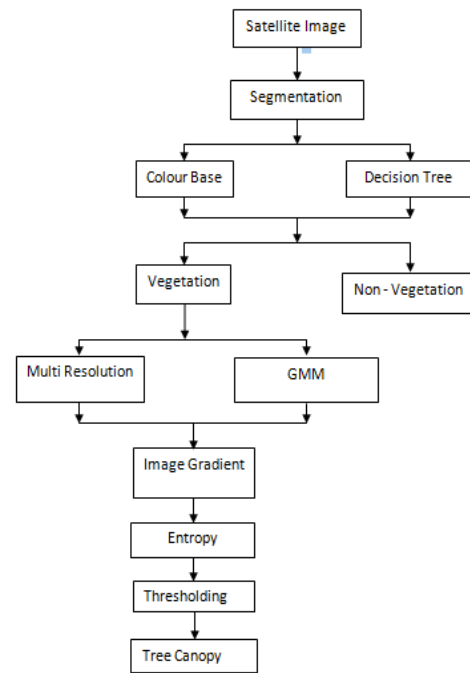 Satellite Image
Segmentation
Colour Base
Decision Tree
Vegetation
Non - Vegetation
Multi Resolution
GMM
Image Gradient
Entropy
Thresholding
Tree Canopy